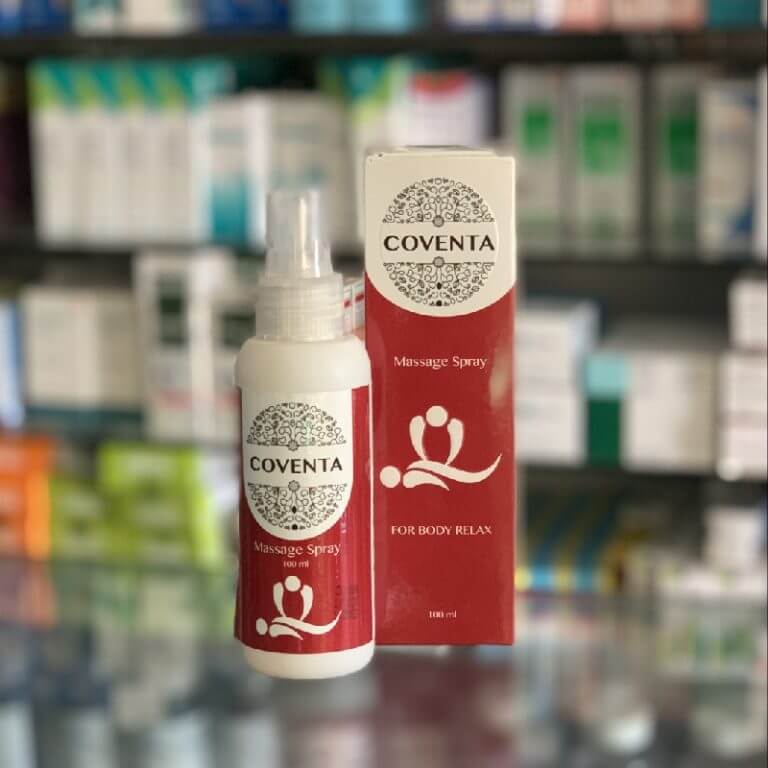 COVENTA
Massage Spray
FOR BODY RELAX
100 ml
COVENTA
Massage Spray
100 ml